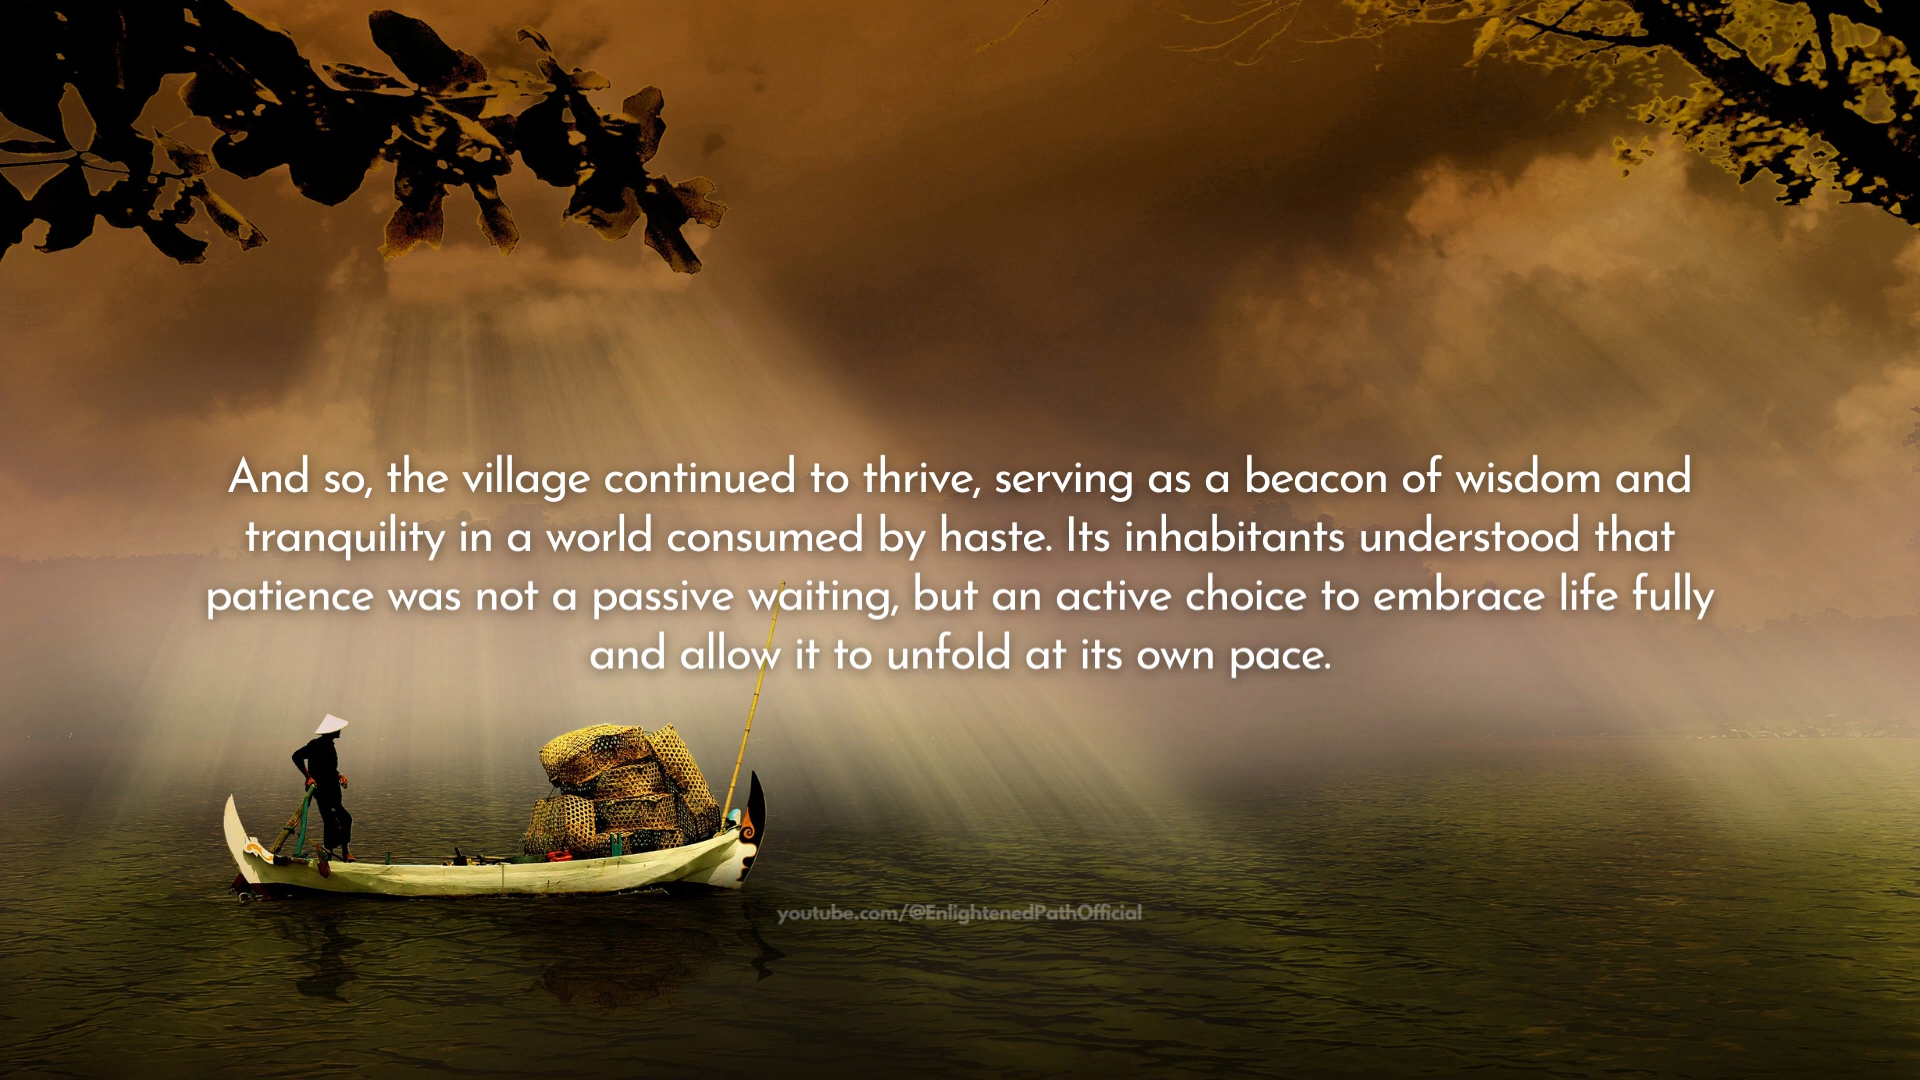 And so, the village continued to thrive, serving as a beacon of wisdom and
tranquility in a world consumed by haste. Its inhabitants understood that
patience was not a passive waiting, but an active choice to embrace life fully
and allow it to unfold at its own pace.
youtube.com/@EnlightenedPathOfficial